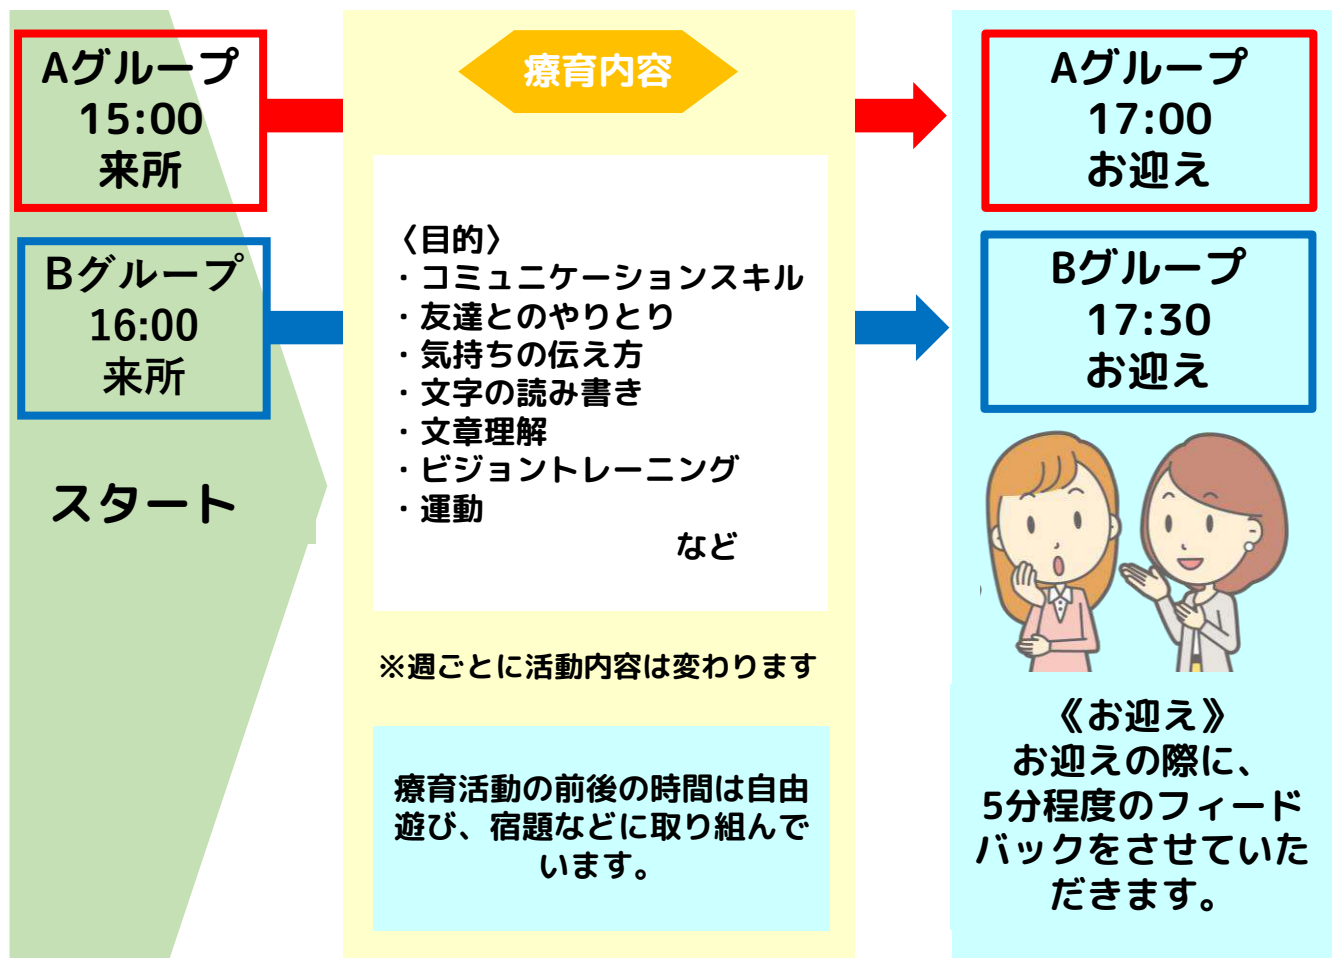 Aグループ
15:00
来所
Bグループ
16:00
来所
スタート
療育内容
〈目的〉
・コミュニケーションスキル
・友達とのやりとり
・気持ちの伝え方
・文字の読み書き
・文章理解
・ビジョントレーニング
・運動
など
※週ごとに活動内容は変わります
療育活動の前後の時間は自由
遊び、宿題などに取り組んで
います。
Aグループ
17:00
お迎え
Bグループ
17:30
お迎え
《お迎え》
お迎えの際に、
5分程度のフィード
バックをさせていた
だきます。